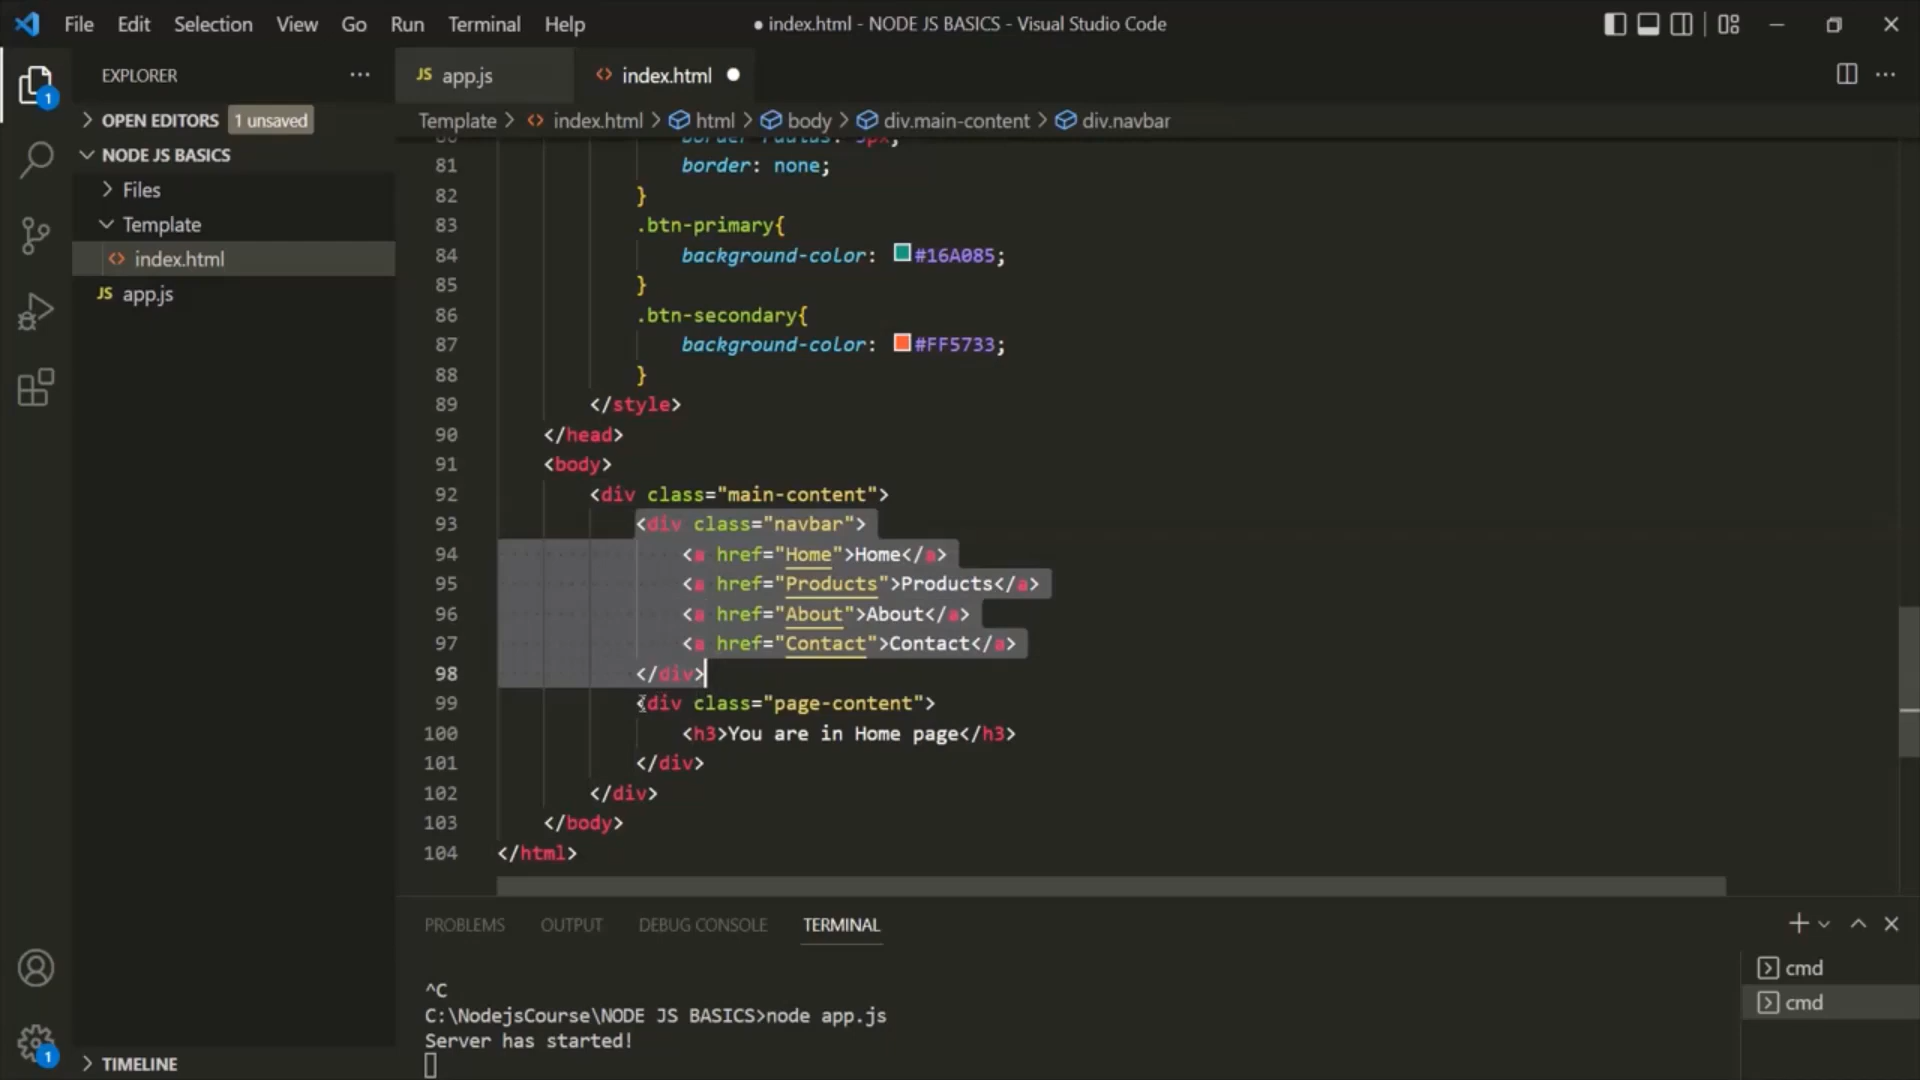 File Edit Selection View Go Run Terminal Help
● index.html - NODE JS BASICS - Visual Studio Code
EXPLORER
OPEN EDITORS 1 unsaved
NODE JS BASICS
Files
Template
<> index.html
JS app.js
TIMELINE
1
1
JS app.js
<> index.html
Template > <> index.html > html > body > div.main-content > div.navbar
81 border: none;
82 }
83 .btn-primary{
84 background-color: #16A085;
85 }
86 .btn-secondary{
87 background-color: #FF5733;
88 }
89 </style>
90 </head>
91 <body>
92 <div class="main-content">
93 <div class="navbar">
94 <a href="Home">Home</a>
95 <a href="Products">Products</a>
96 <a href="About">About</a>
97 <a href="Contact">Contact</a>
98 </div>
99 <div class="page-content">
100 <h3>You are in Home page</h3>
101 </div>
102 </div>
103 </body>
104 </html>
PROBLEMS OUTPUT DEBUG CONSOLE TERMINAL
^C
C:\NodejsCourse\NODE JS BASICS>node app.js
Server has started!
cmd
cmd